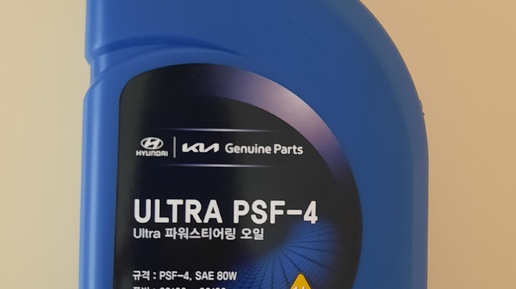 HYUNDAI | KIA Genuine Parts
ULTRA PSF-4
Ultra 파워스티어링 오일
규격 : PSF-4, SAE 80W